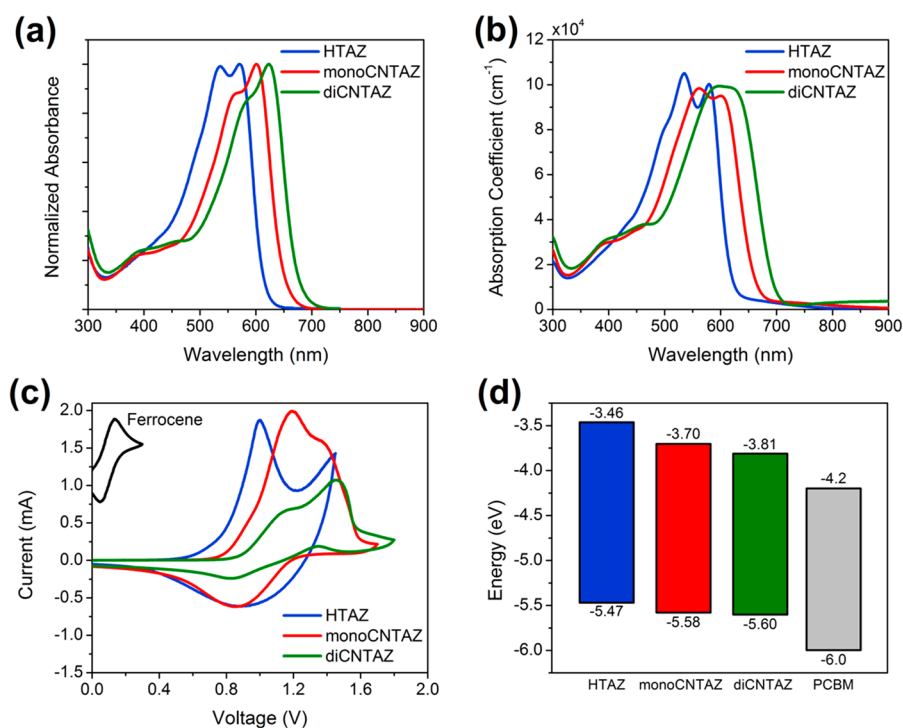 (a)
HTAZ
monoCNTAZ
diCNTAZ
Normalized Absorbance
300 400 500 600 700 800 900
Wavelength (nm)
(b)
x10⁴
HTAZ
monoCNTAZ
diCNTAZ
Absorption Coefficient (cm⁻¹)
12
10
8
6
4
2
0
300 400 500 600 700 800 900
Wavelength (nm)
(c)
Ferrocene
HTAZ
monoCNTAZ
diCNTAZ
Current (mA)
2.0
1.5
1.0
0.5
0.0
-0.5
-1.0
-1.5
0.0 0.4 0.8 1.2 1.6 2.0
Voltage (V)
(d)
Energy (eV)
-3.5
-4.0
-4.5
-5.0
-5.5
-6.0
-3.46
-3.70
-3.81
-4.2
-5.47
-5.58
-5.60
-6.0
HTAZ monoCNTAZ diCNTAZ PCBM